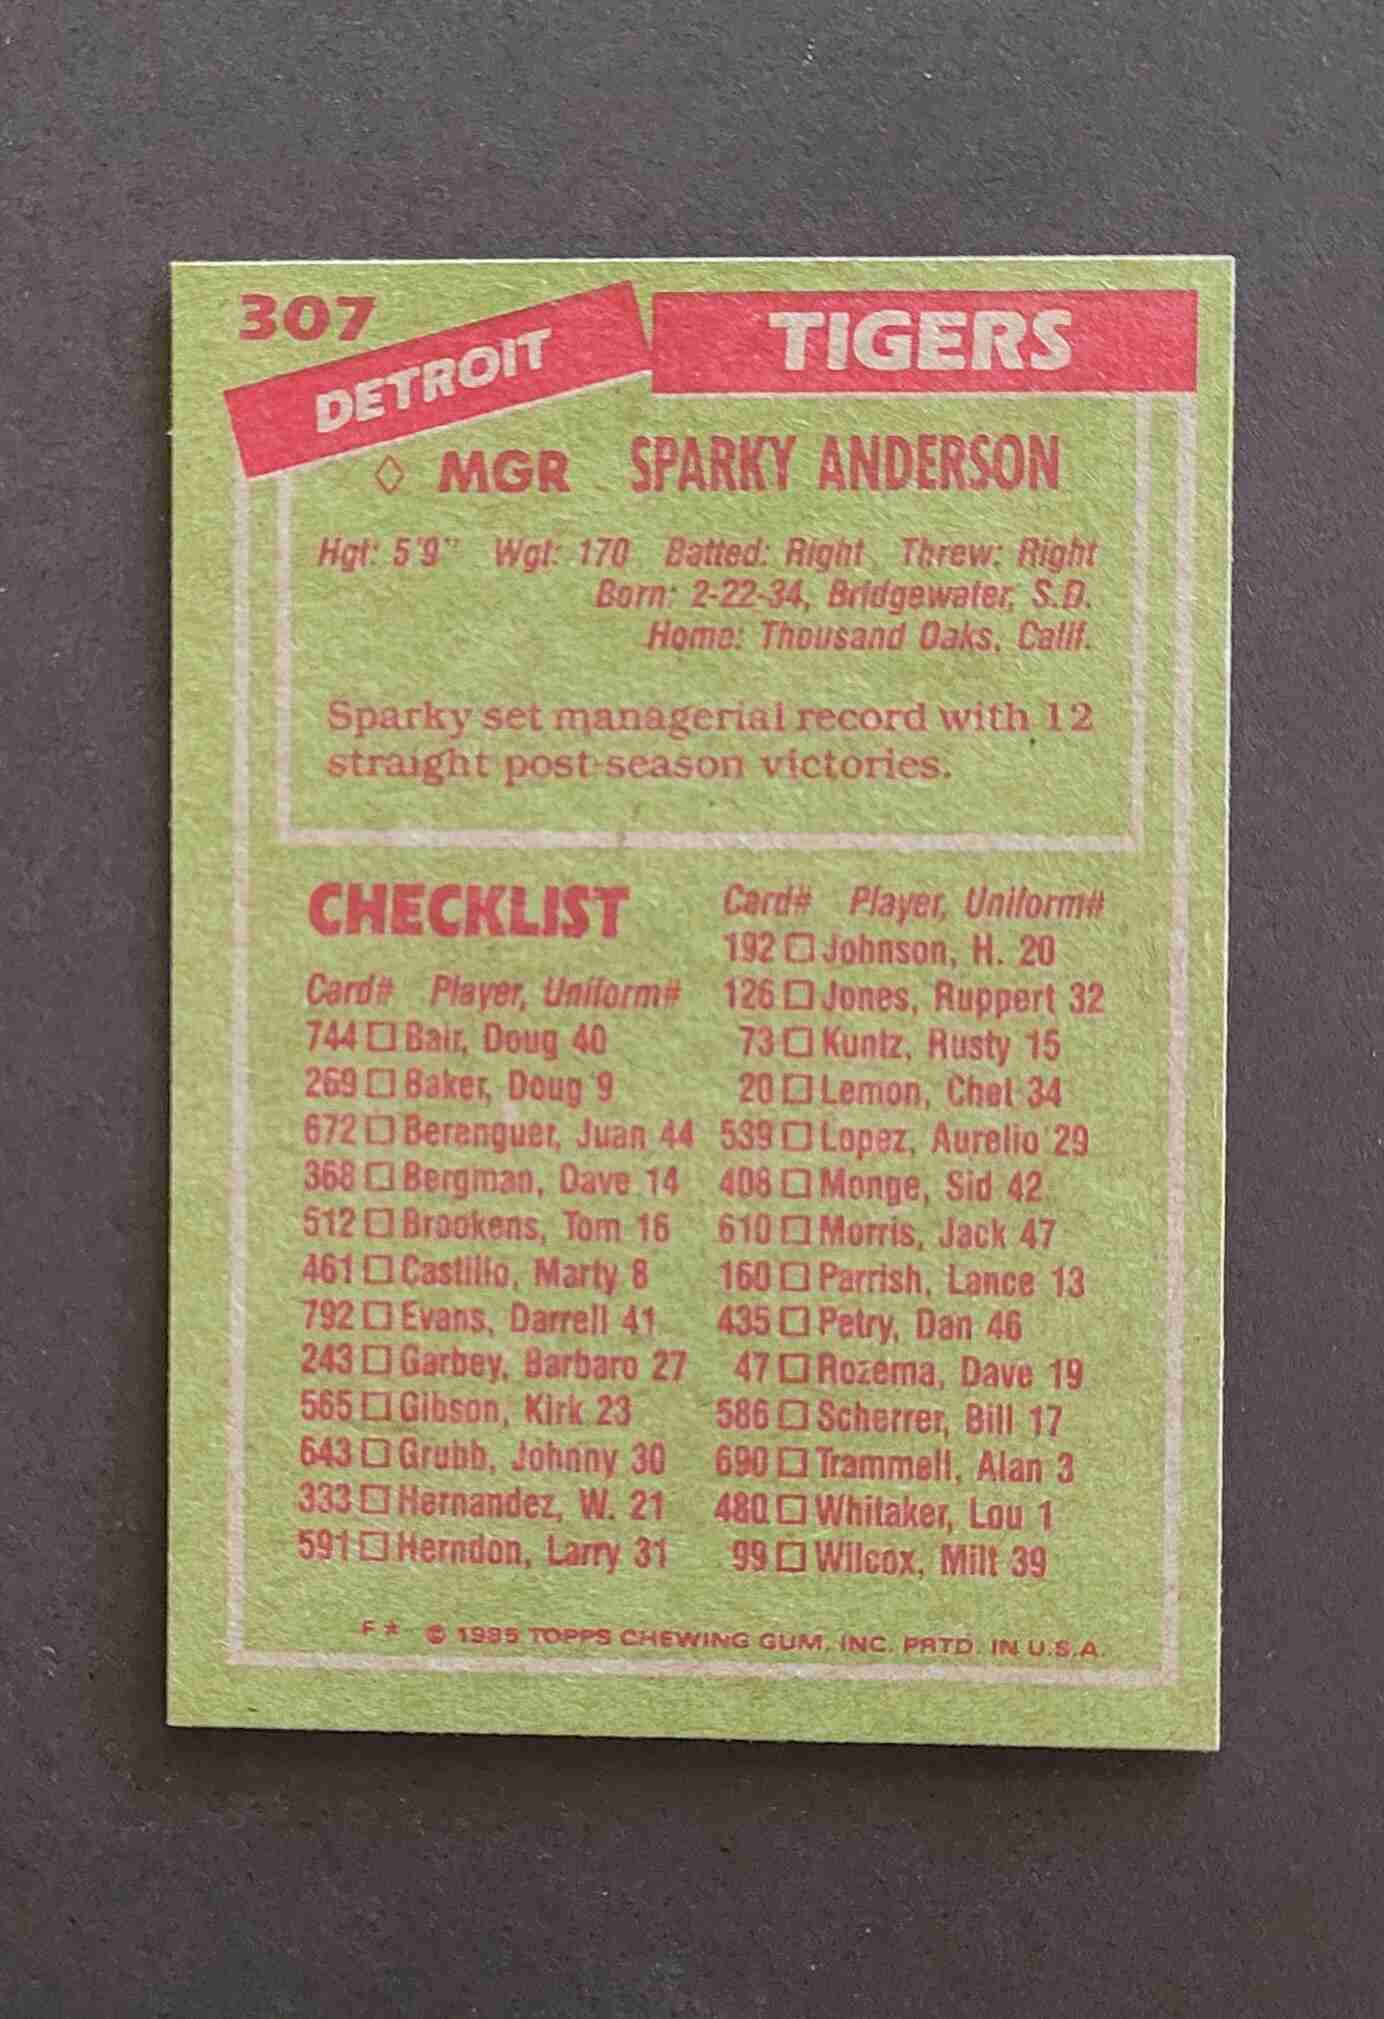 307
DETROIT TIGERS
◇ MGR SPARKY ANDERSON
Hgt: 5'9" Wgt: 170 Batted: Right Threw: Right
Born: 2-22-34, Bridgewater, S.D.
Home: Thousand Oaks, Calif.
Sparky set managerial record with 12
straight post-season victories.
CHECKLIST
Card# Player, Uniform#
744 □ Bair, Doug 40
269 □ Baker, Doug 9
672 □ Berenguer, Juan 44
368 □ Bergman, Dave 14
512 □ Brookens, Tom 16
461 □ Castillo, Marty 8
792 □ Evans, Darrell 41
243 □ Garbey, Barbaro 27
565 □ Gibson, Kirk 23
643 □ Grubb, Johnny 30
333 □ Hernandez, W. 21
591 □ Herndon, Larry 31
Card# Player, Uniform#
192 □ Johnson, H. 20
126 □ Jones, Ruppert 32
73 □ Kuntz, Rusty 15
20 □ Lemon, Chet 34
539 □ Lopez, Aurelio 29
408 □ Monge, Sid 42
610 □ Morris, Jack 47
160 □ Parrish, Lance 13
435 □ Petry, Dan 46
47 □ Rozema, Dave 19
586 □ Scherrer, Bill 17
690 □ Trammell, Alan 3
480 □ Whitaker, Lou 1
99 □ Wilcox, Milt 39
F★ © 1985 TOPPS CHEWING GUM, INC. PRTD. IN U.S.A.